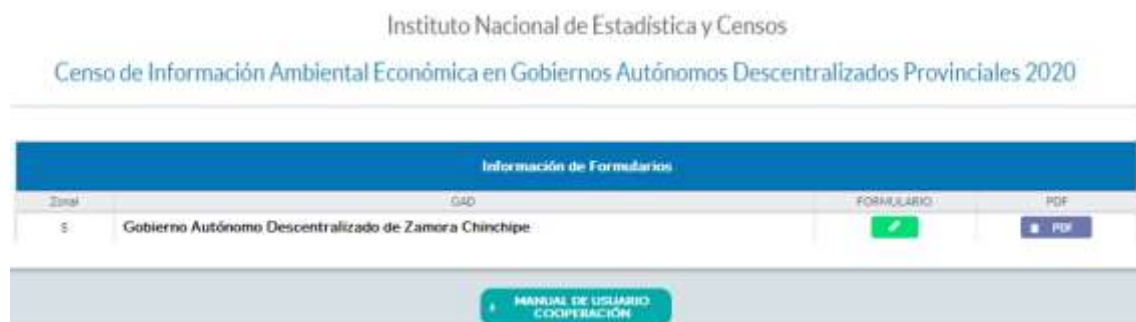 Instituto Nacional de Estadística y Censos
Censo de Información Ambiental Económica en Gobiernos Autónomos Descentralizados Provinciales 2020
Información de Formularios
Zonal GAD FORMULARIO PDF
S Gobierno Autónomo Descentralizado de Zamora Chinchipe PDF
MANUAL DE USUARIO
COOPERACIÓN